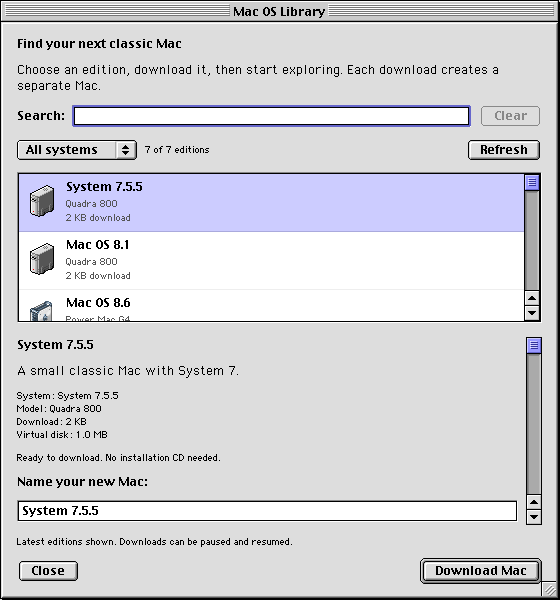 Mac OS Library
Find your next classic Mac
Choose an edition, download it, then start exploring. Each download creates a
separate Mac.
Search:
Clear
All systems
7 of 7 editions
Refresh
System 7.5.5
Quadra 800
2 KB download
Mac OS 8.1
Quadra 800
2 KB download
Mac OS 8.6
Power Mac G4
System 7.5.5
A small classic Mac with System 7.
System: System 7.5.5
Model: Quadra 800
Download: 2 KB
Virtual disk: 1.0 MB
Ready to download. No installation CD needed.
Name your new Mac:
System 7.5.5
Latest editions shown. Downloads can be paused and resumed.
Close
Download Mac